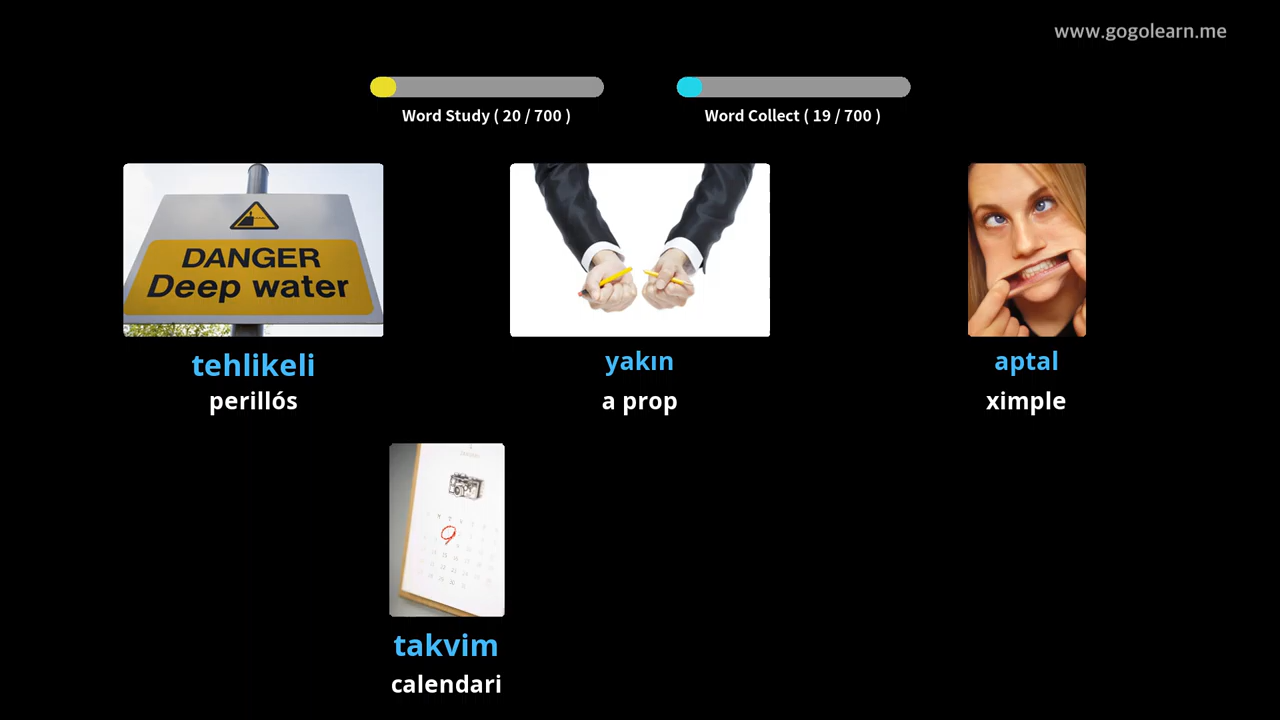 www.gogolearn.me
Word Study ( 20 / 700 )
Word Collect ( 19 / 700 )
DANGER
Deep water
tehlikeli
perillós
yakın
a prop
aptal
ximple
takvim
calendari